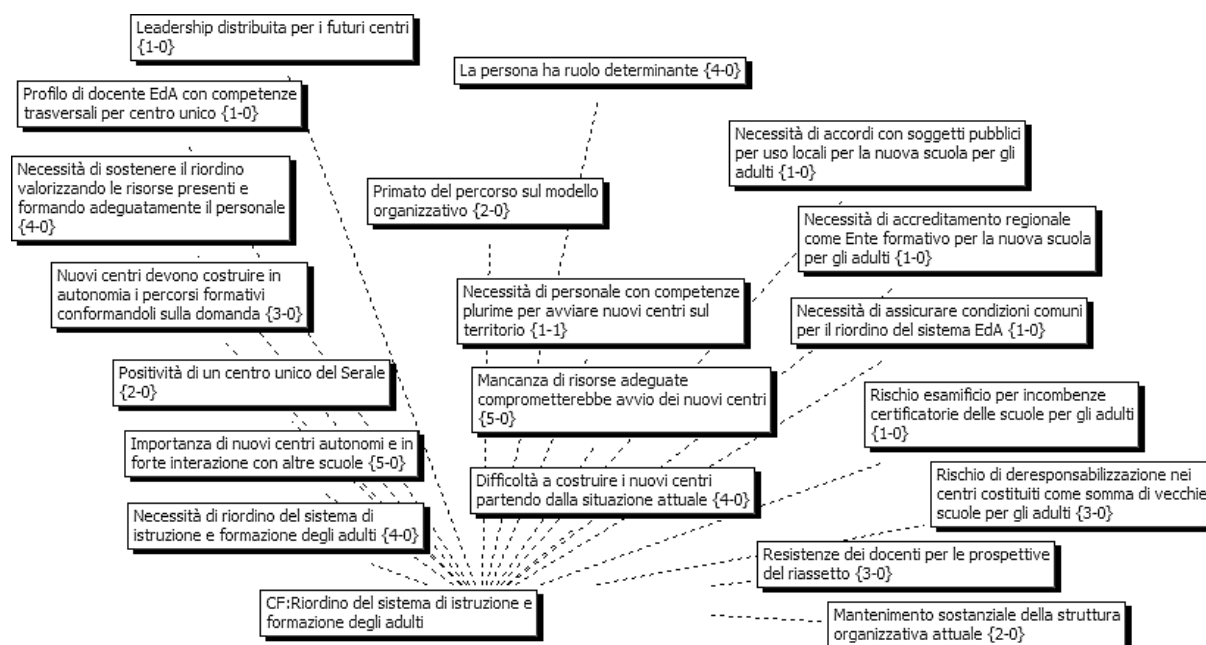 Leadership distribuita per i futuri centri
{1-0}
La persona ha ruolo determinante {4-0}
Profilo di docente EdA con competenze
trasversali per centro unico {1-0}
Necessità di accordi con soggetti pubblici
per uso locali per la nuova scuola per gli
adulti {1-0}
Necessità di sostenere il riordino
valorizzando le risorse presenti e
formando adeguatamente il personale
{4-0}
Primato del percorso sul modello
organizzativo {2-0}
Necessità di accreditamento regionale
come Ente formativo per la nuova scuola
per gli adulti {1-0}
Nuovi centri devono costruire in
autonomia i percorsi formativi
conformandoli sulla domanda {3-0}
Necessità di personale con competenze
plurime per avviare nuovi centri sul
territorio {1-1}
Necessità di assicurare condizioni comuni
per il riordino del sistema EdA {1-0}
Positività di un centro unico del Serale
{2-0}
Mancanza di risorse adeguate
comprometterebbe avvio dei nuovi centri
{5-0}
Rischio esamificio per incombenze
certificatorie delle scuole per gli adulti
{1-0}
Importanza di nuovi centri autonomi e in
forte interazione con altre scuole {5-0}
Difficoltà a costruire i nuovi centri
partendo dalla situazione attuale {4-0}
Rischio di deresponsabilizzazione nei
centri costituiti come somma di vecchie
scuole per gli adulti {3-0}
Necessità di riordino del sistema di
istruzione e formazione degli adulti {4-0}
Resistenze dei docenti per le prospettive
del riassetto {3-0}
CF:Riordino del sistema di istruzione e
formazione degli adulti
Mantenimento sostanziale della struttura
organizzativa attuale {2-0}